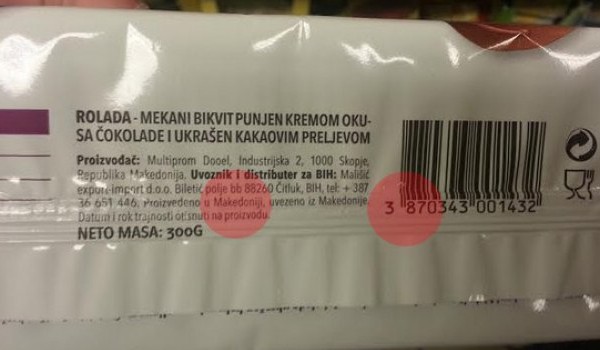 ROLADA - MEKANI BIKVIT PUNJEN KREMOM OKU-
SA ČOKOLADE I UKRAŠEN KAKAOVIM PRELJEVOM
Proizvođač: Multiprom Dooel, Industrijska 2, 1000 Skopje,
Republika Makedonija. Uvoznik i distributer za BIH: Mališić
export-import d.o.o. Biletić polje bb 88260 Čitluk, BIH, tel: + 387
36 651 446. Proizvedeno u Makedoniji, uvezeno iz Makedonije.
Datum i rok trajnosti otisnuti na proizvodu.
NETO MASA: 300G
3 870343 001432